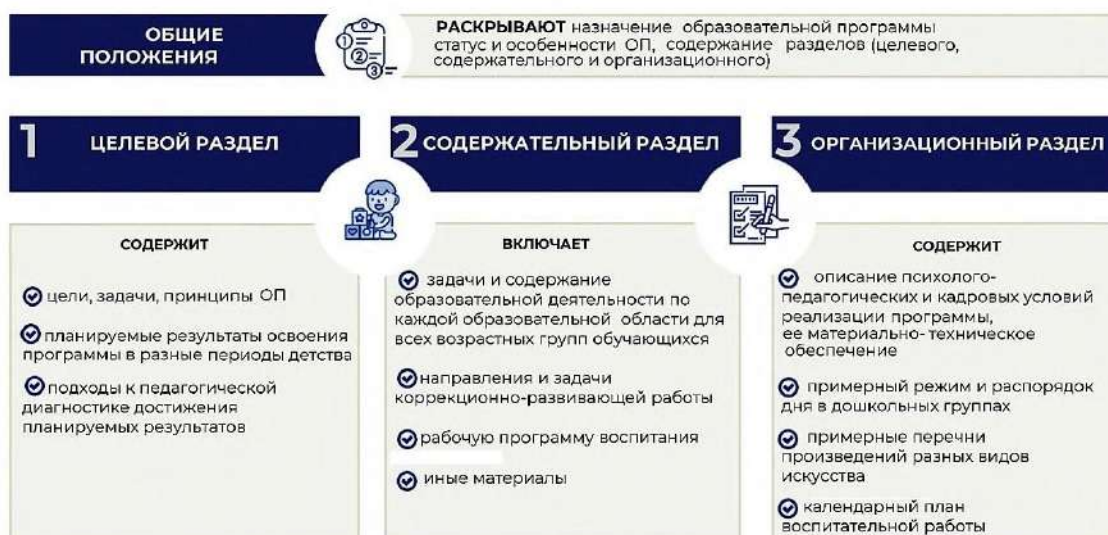 ОБЩИЕ
ПОЛОЖЕНИЯ
1
2
3
РАСКРЫВАЮТ назначение образовательной программы
статус и особенности ОП, содержание разделов (целевого,
содержательного и организационного)
1 ЦЕЛЕВОЙ РАЗДЕЛ
СОДЕРЖИТ
цели, задачи, принципы ОП
планируемые результаты освоения
программы в разные периоды детства
подходы к педагогической
диагностике достижения
планируемых результатов
2 СОДЕРЖАТЕЛЬНЫЙ РАЗДЕЛ
ВКЛЮЧАЕТ
задачи и содержание
образовательной деятельности по
каждой образовательной области для
всех возрастных групп обучающихся
направления и задачи
коррекционно-развивающей работы
рабочую программу воспитания
иные материалы
3 ОРГАНИЗАЦИОННЫЙ РАЗДЕЛ
СОДЕРЖИТ
описание психолого-
педагогических и кадровых условий
реализации программы,
ее материально- техническое
обеспечение
примерный режим и распорядок
дня в дошкольных группах
примерные перечни
произведений разных видов
искусства
календарный план
воспитательной работы